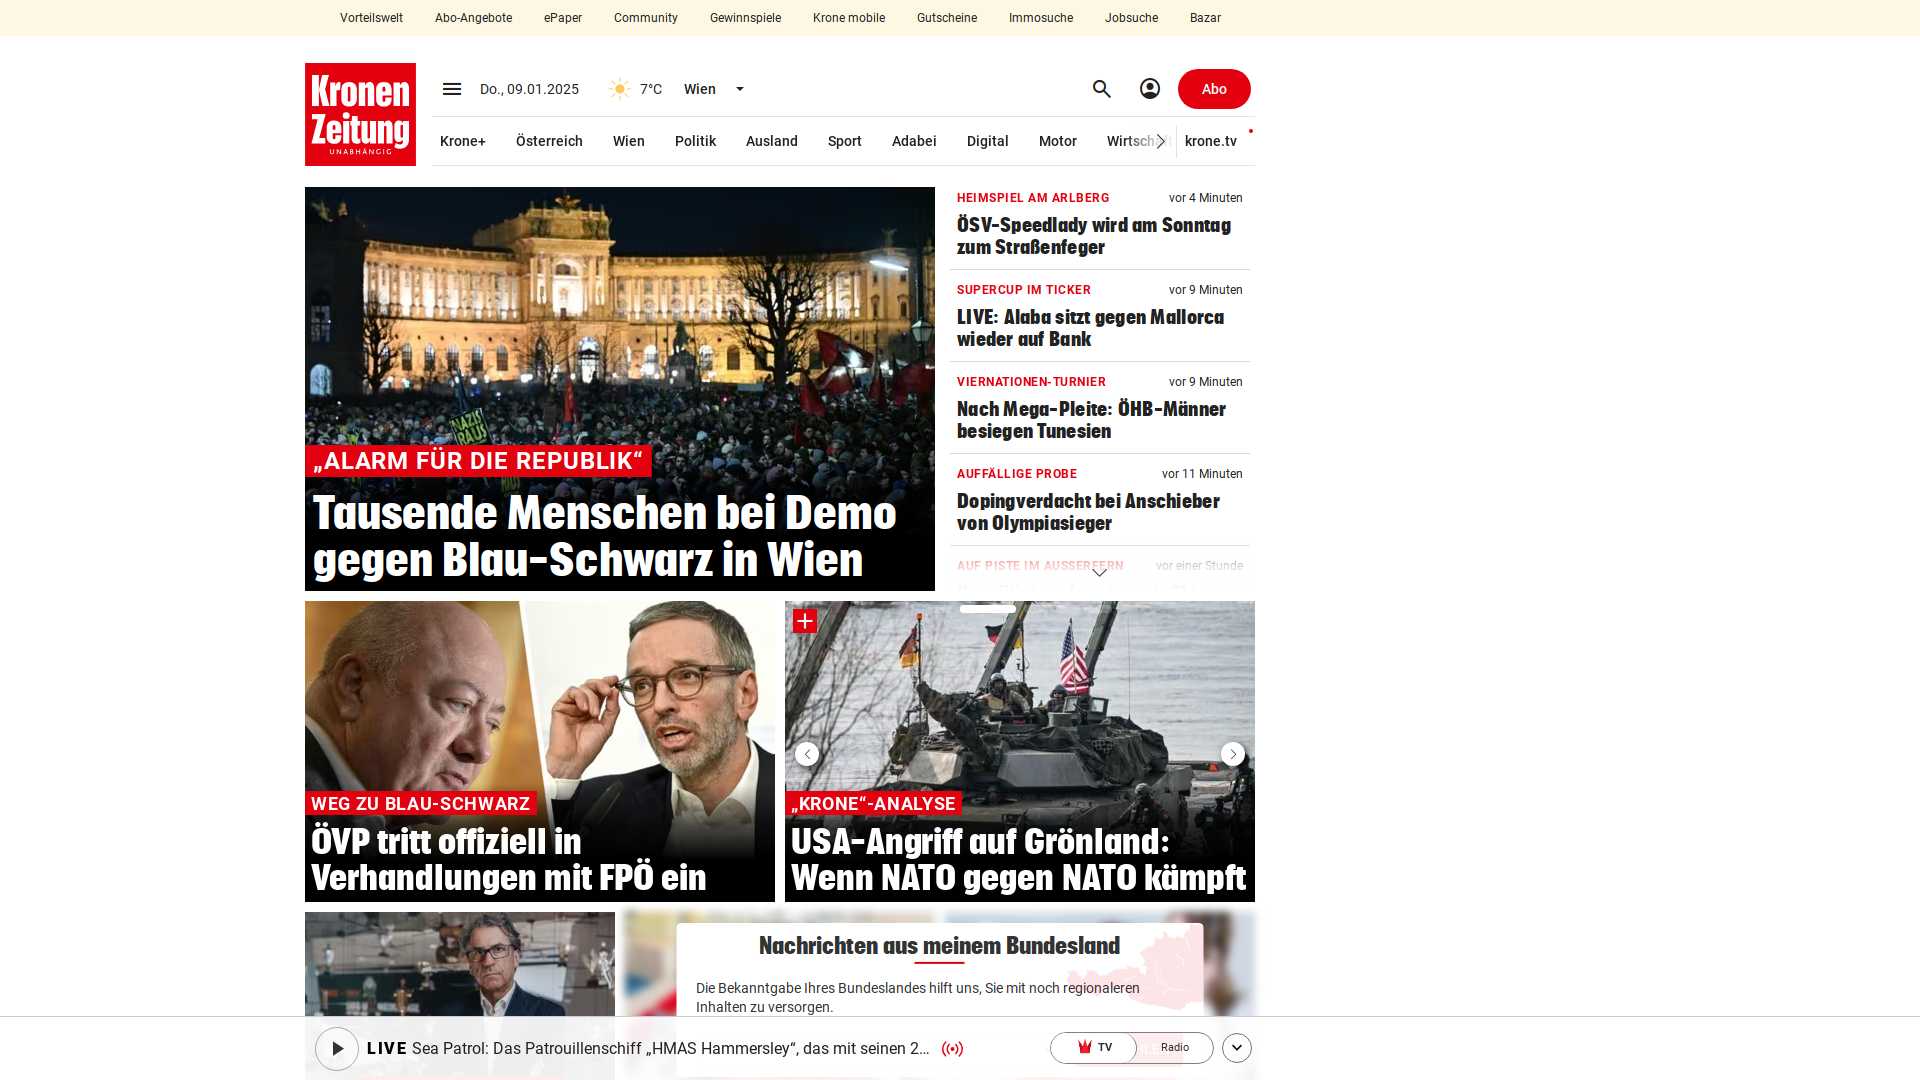 Vorteilswelt
Abo-Angebote
ePaper
Community
Gewinnspiele
Krone mobile
Gutscheine
Immosuche
Jobsuche
Bazar
Kronen
Zeitung
UNABHÄNGIG
Do., 09.01.2025
7°C
Wien
Abo
Krone+
Österreich
Wien
Politik
Ausland
Sport
Adabei
Digital
Motor
Wirtschaft
krone.tv
NAZIS
RAUS
„ALARM FÜR DIE REPUBLIK“
Tausende Menschen bei Demo
gegen Blau-Schwarz in Wien
HEIMSPIEL AM ARLBERG
vor 4 Minuten
ÖSV-Speedlady wird am Sonntag
zum Straßenfeger
SUPERCUP IM TICKER
vor 9 Minuten
LIVE: Alaba sitzt gegen Mallorca
wieder auf Bank
VIERNATIONEN-TURNIER
vor 9 Minuten
Nach Mega-Pleite: ÖHB-Männer
besiegen Tunesien
AUFFÄLLIGE PROBE
vor 11 Minuten
Dopingverdacht bei Anschieber
von Olympiasieger
AUF PISTE IM AUSSERFERN
vor einer Stunde
WEG ZU BLAU-SCHWARZ
ÖVP tritt offiziell in
Verhandlungen mit FPÖ ein
„KRONE“-ANALYSE
USA-Angriff auf Grönland:
Wenn NATO gegen NATO kämpft
Nachrichten aus meinem Bundesland
Die Bekanntgabe Ihres Bundeslandes hilft uns, Sie mit noch regionaleren
Inhalten zu versorgen.
LIVE Sea Patrol: Das Patrouillenschiff „HMAS Hammersley“, das mit seinen 2...
TV
Radio